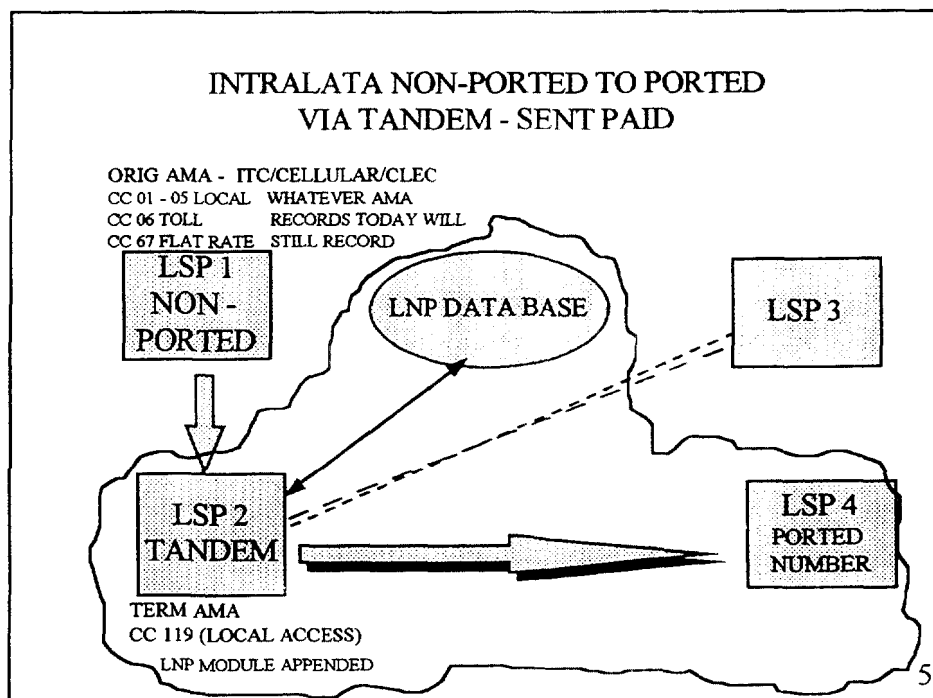 INTRALATA NON-PORTED TO PORTED
VIA TANDEM - SENT PAID
ORIG AMA - ITC/CELLULAR/CLEC
CC 01 - 05 LOCAL WHATEVER AMA
CC 06 TOLL RECORDS TODAY WILL
CC 67 FLAT RATE STILL RECORD
LSP 1
NON -
PORTED
LNP DATA BASE
LSP 3
LSP 2
TANDEM
LSP 4
PORTED
NUMBER
TERM AMA
CC 119 (LOCAL ACCESS)
LNP MODULE APPENDED
5